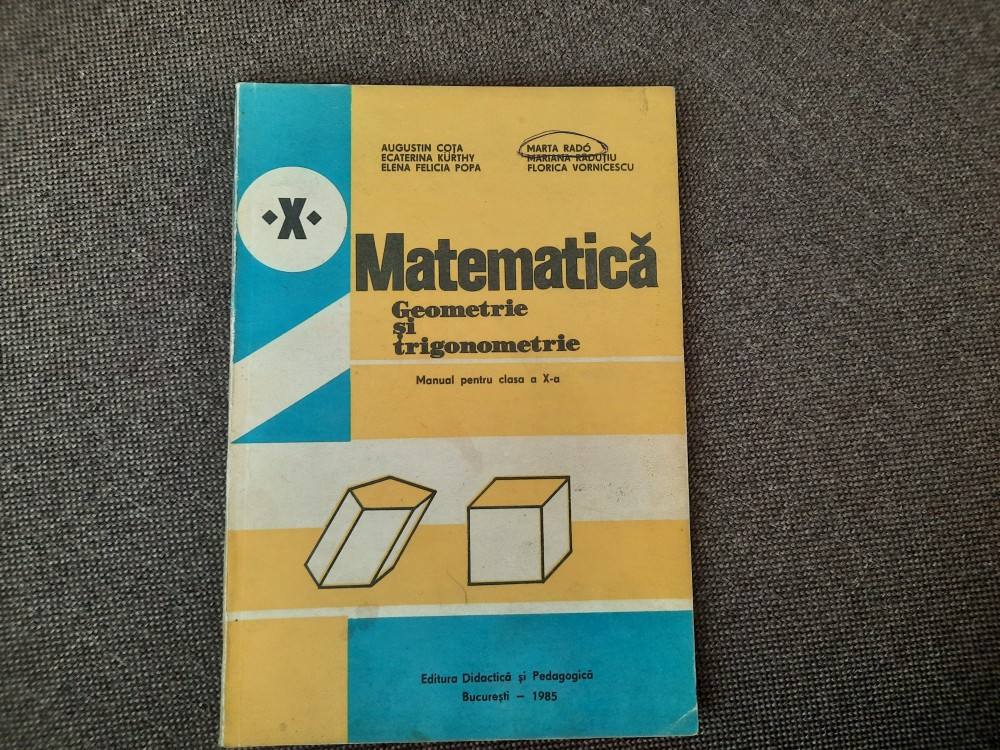 AUGUSTIN COȚA
ECATERINA KÜRTHY
ELENA FELICIA POPA
MARTA RADÓ
MARIANA RĂDUȚIU
FLORICA VORNICESCU
·X·
Matematică
Geometrie
și
trigonometrie
Manual pentru clasa a X-a
Editura Didactică și Pedagogică
București – 1985